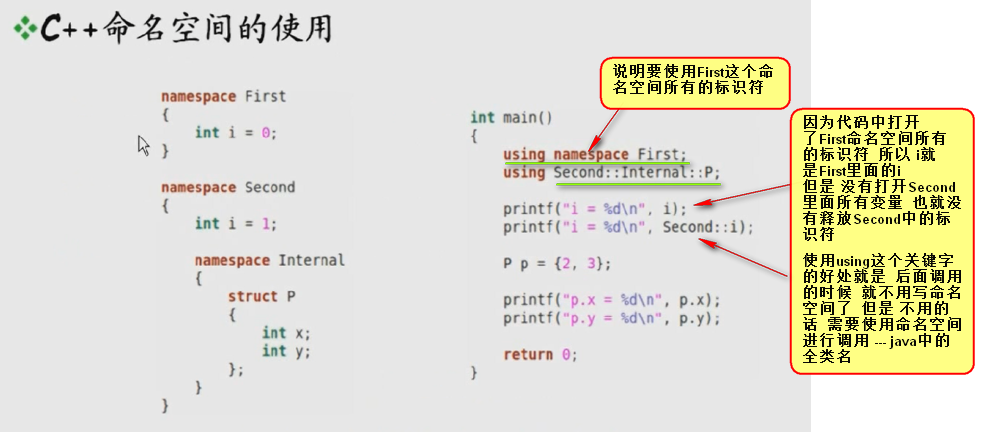 ❖C++命名空间的使用
namespace First
{
int i = 0;
}
namespace Second
{
int i = 1;
namespace Internal
{
struct P
{
int x;
int y;
};
}
}
int main()
{
using namespace First;
using Second::Internal::P;
printf("i = %d\n", i);
printf("i = %d\n", Second::i);
P p = {2, 3};
printf("p.x = %d\n", p.x);
printf("p.y = %d\n", p.y);
return 0;
}
说明要使用First这个命
名空间所有的标识符
因为代码中打开
了First命名空间所有
的标识符 所以 i就
是First里面的i
但是 没有打开Second
里面所有变量 也就没
有释放Second中的标
识符
使用using这个关键字
的好处就是 后面调用
的时候 就不用写命名
空间了 但是 不用的
话 需要使用命名空间
进行调用 --- java中的
全类名